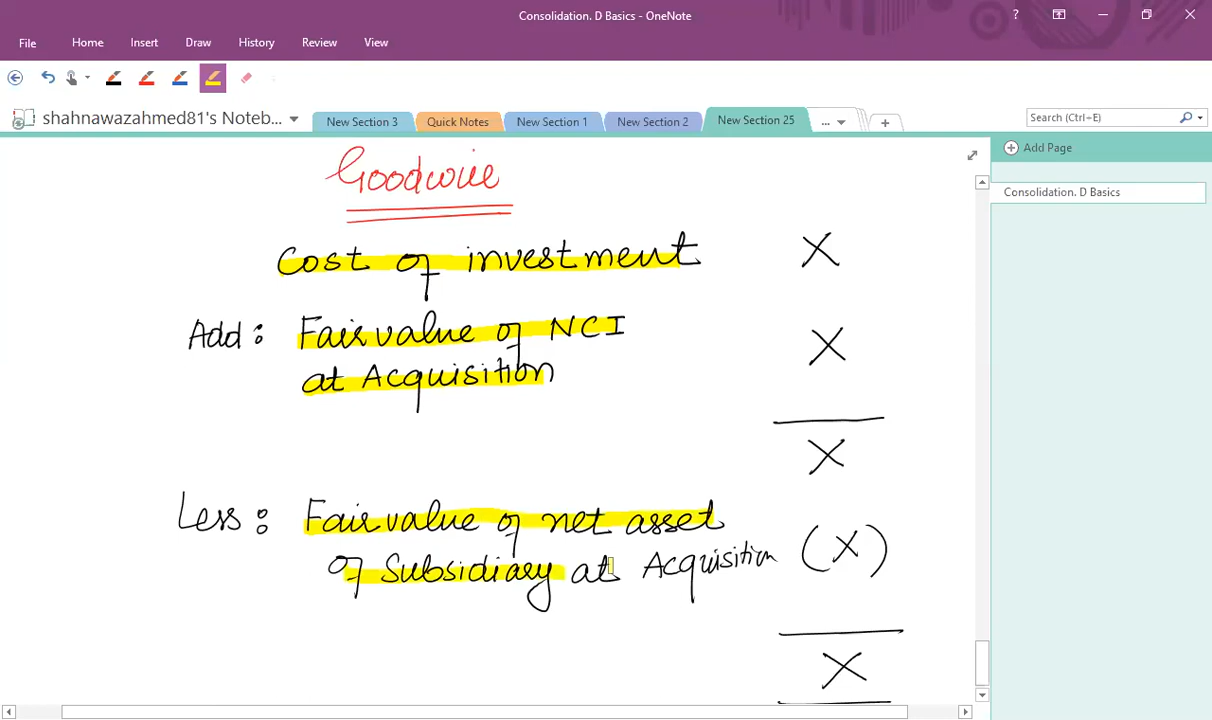 Consolidation. D Basics - OneNote
?
File Home Insert Draw History Review View
shahnawazahmed81's Noteb...
New Section 3 Quick Notes New Section 1 New Section 2 New Section 25 ... +
Search (Ctrl+E)
Add Page
Consolidation. D Basics
Goodwill
Cost of investment X
Add: Fair value of NCI
at Acquisition X
X
Less: Fair value of net asset
of Subsidiary at Acquisition (X)
X